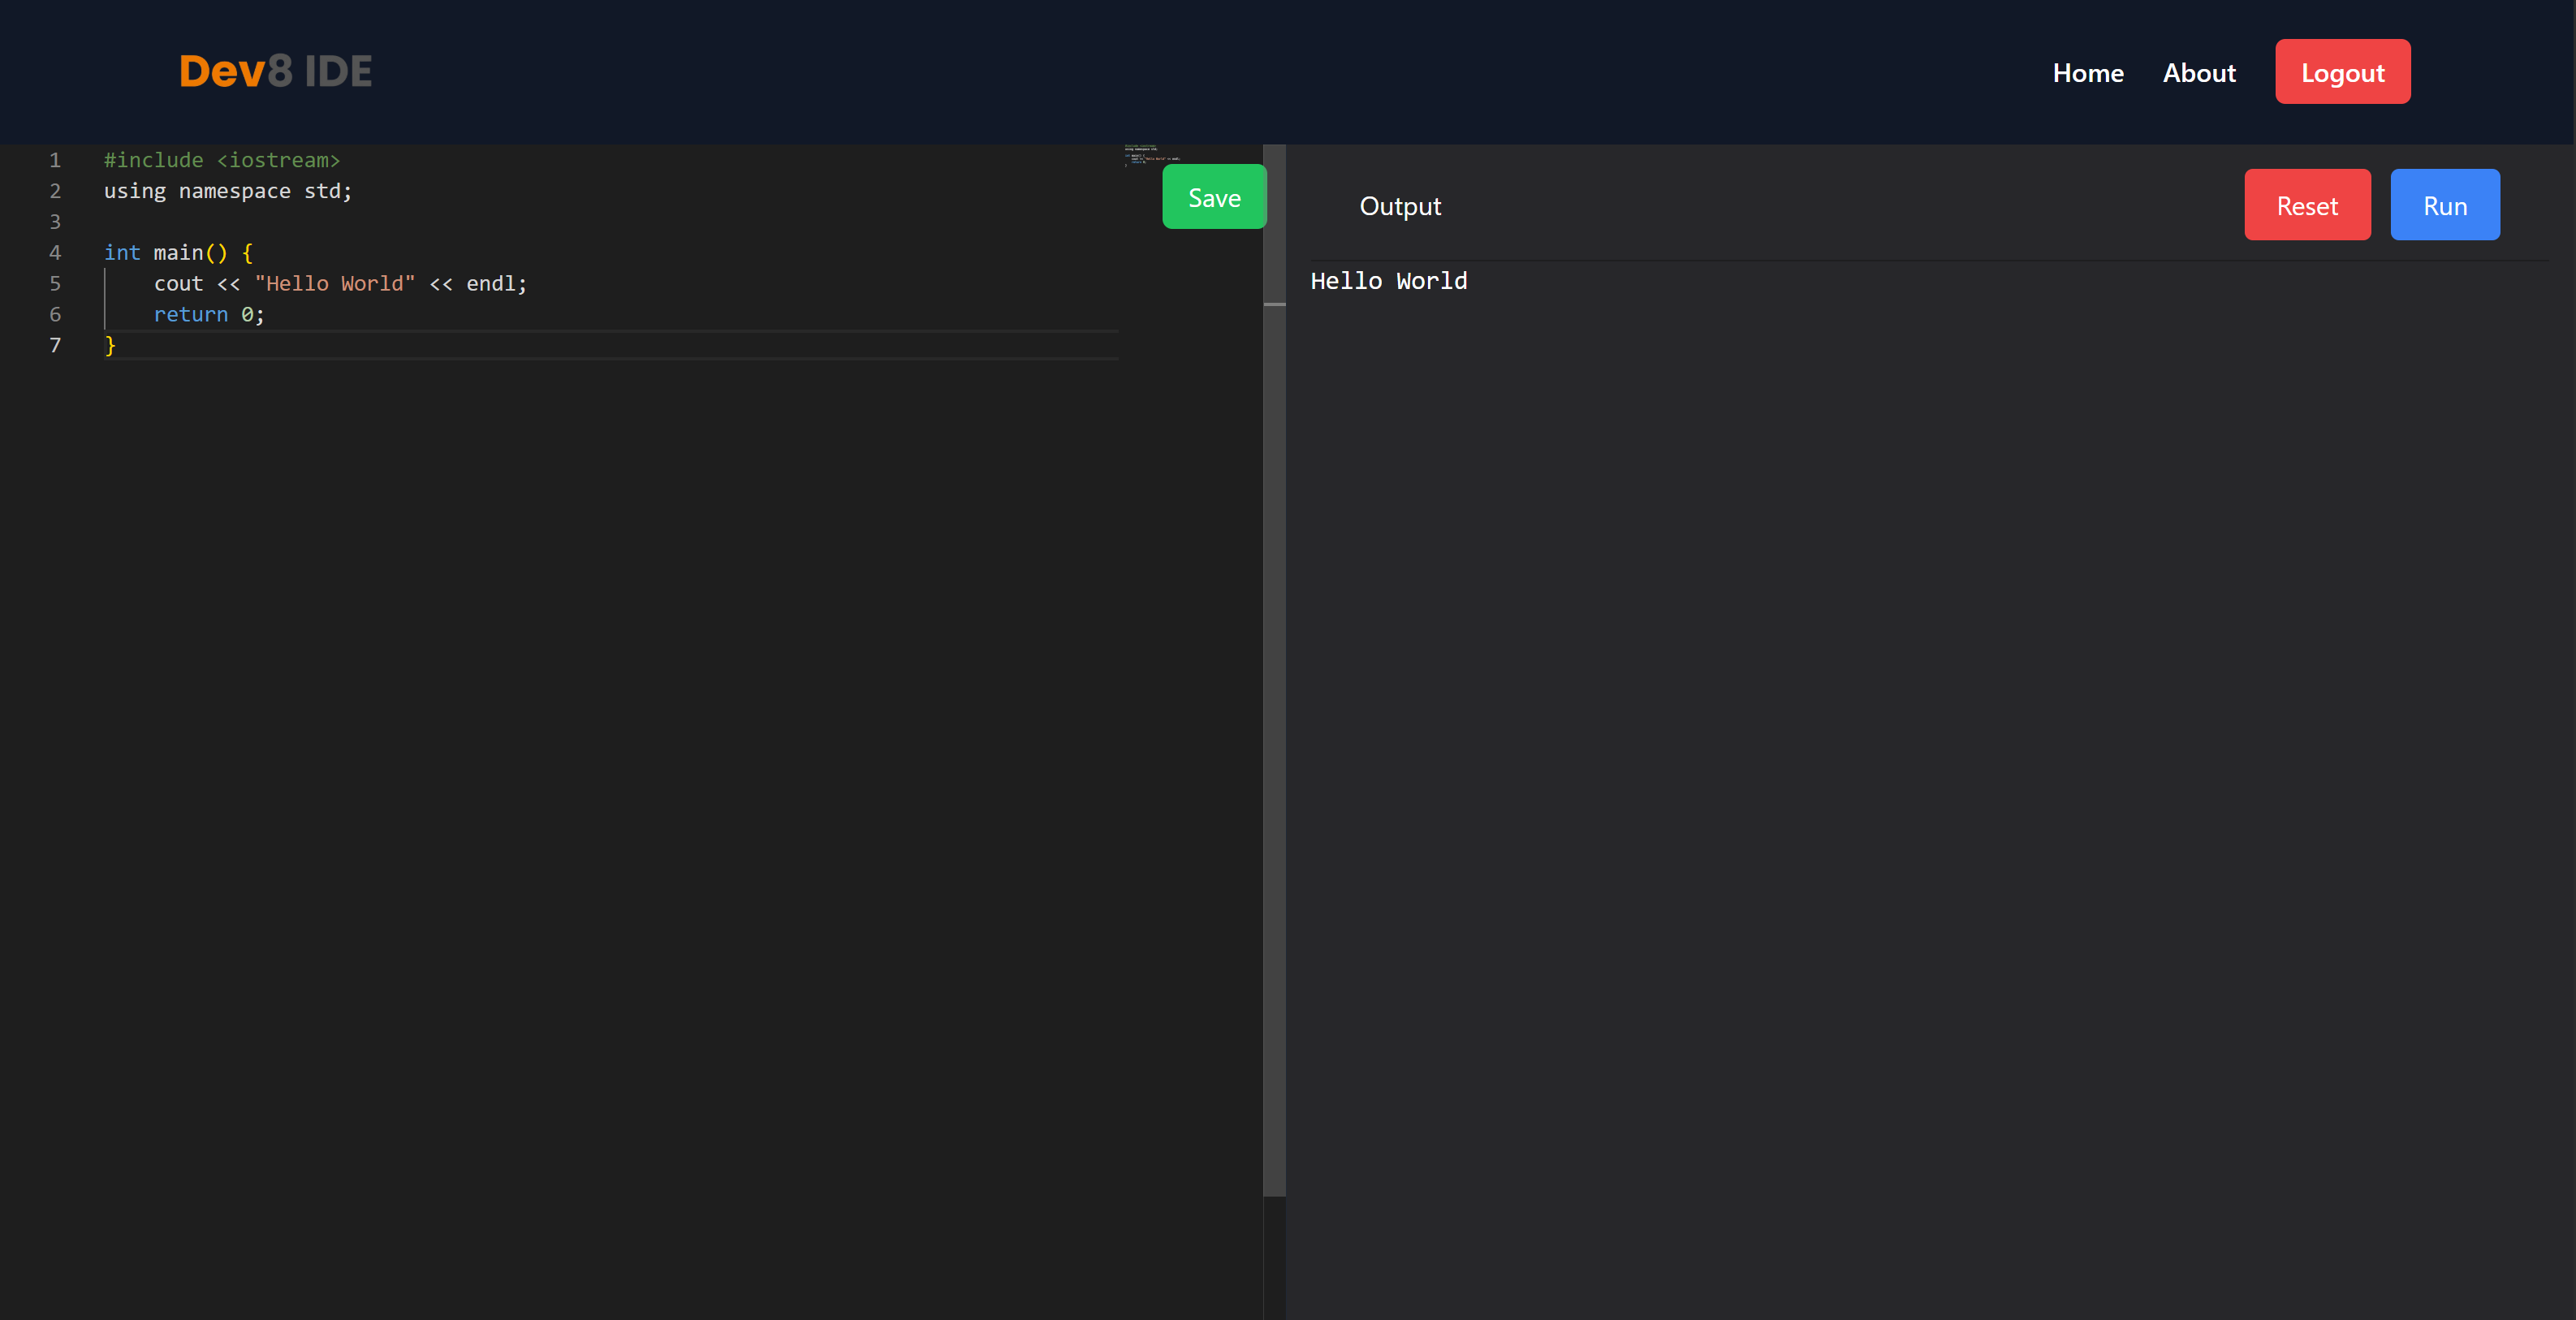 Dev8 IDE
Home
About
Logout
1 #include <iostream>
2 using namespace std;
3
4 int main() {
5     cout << "Hello World" << endl;
6     return 0;
7 }
Save
Output
Reset
Run
Hello World